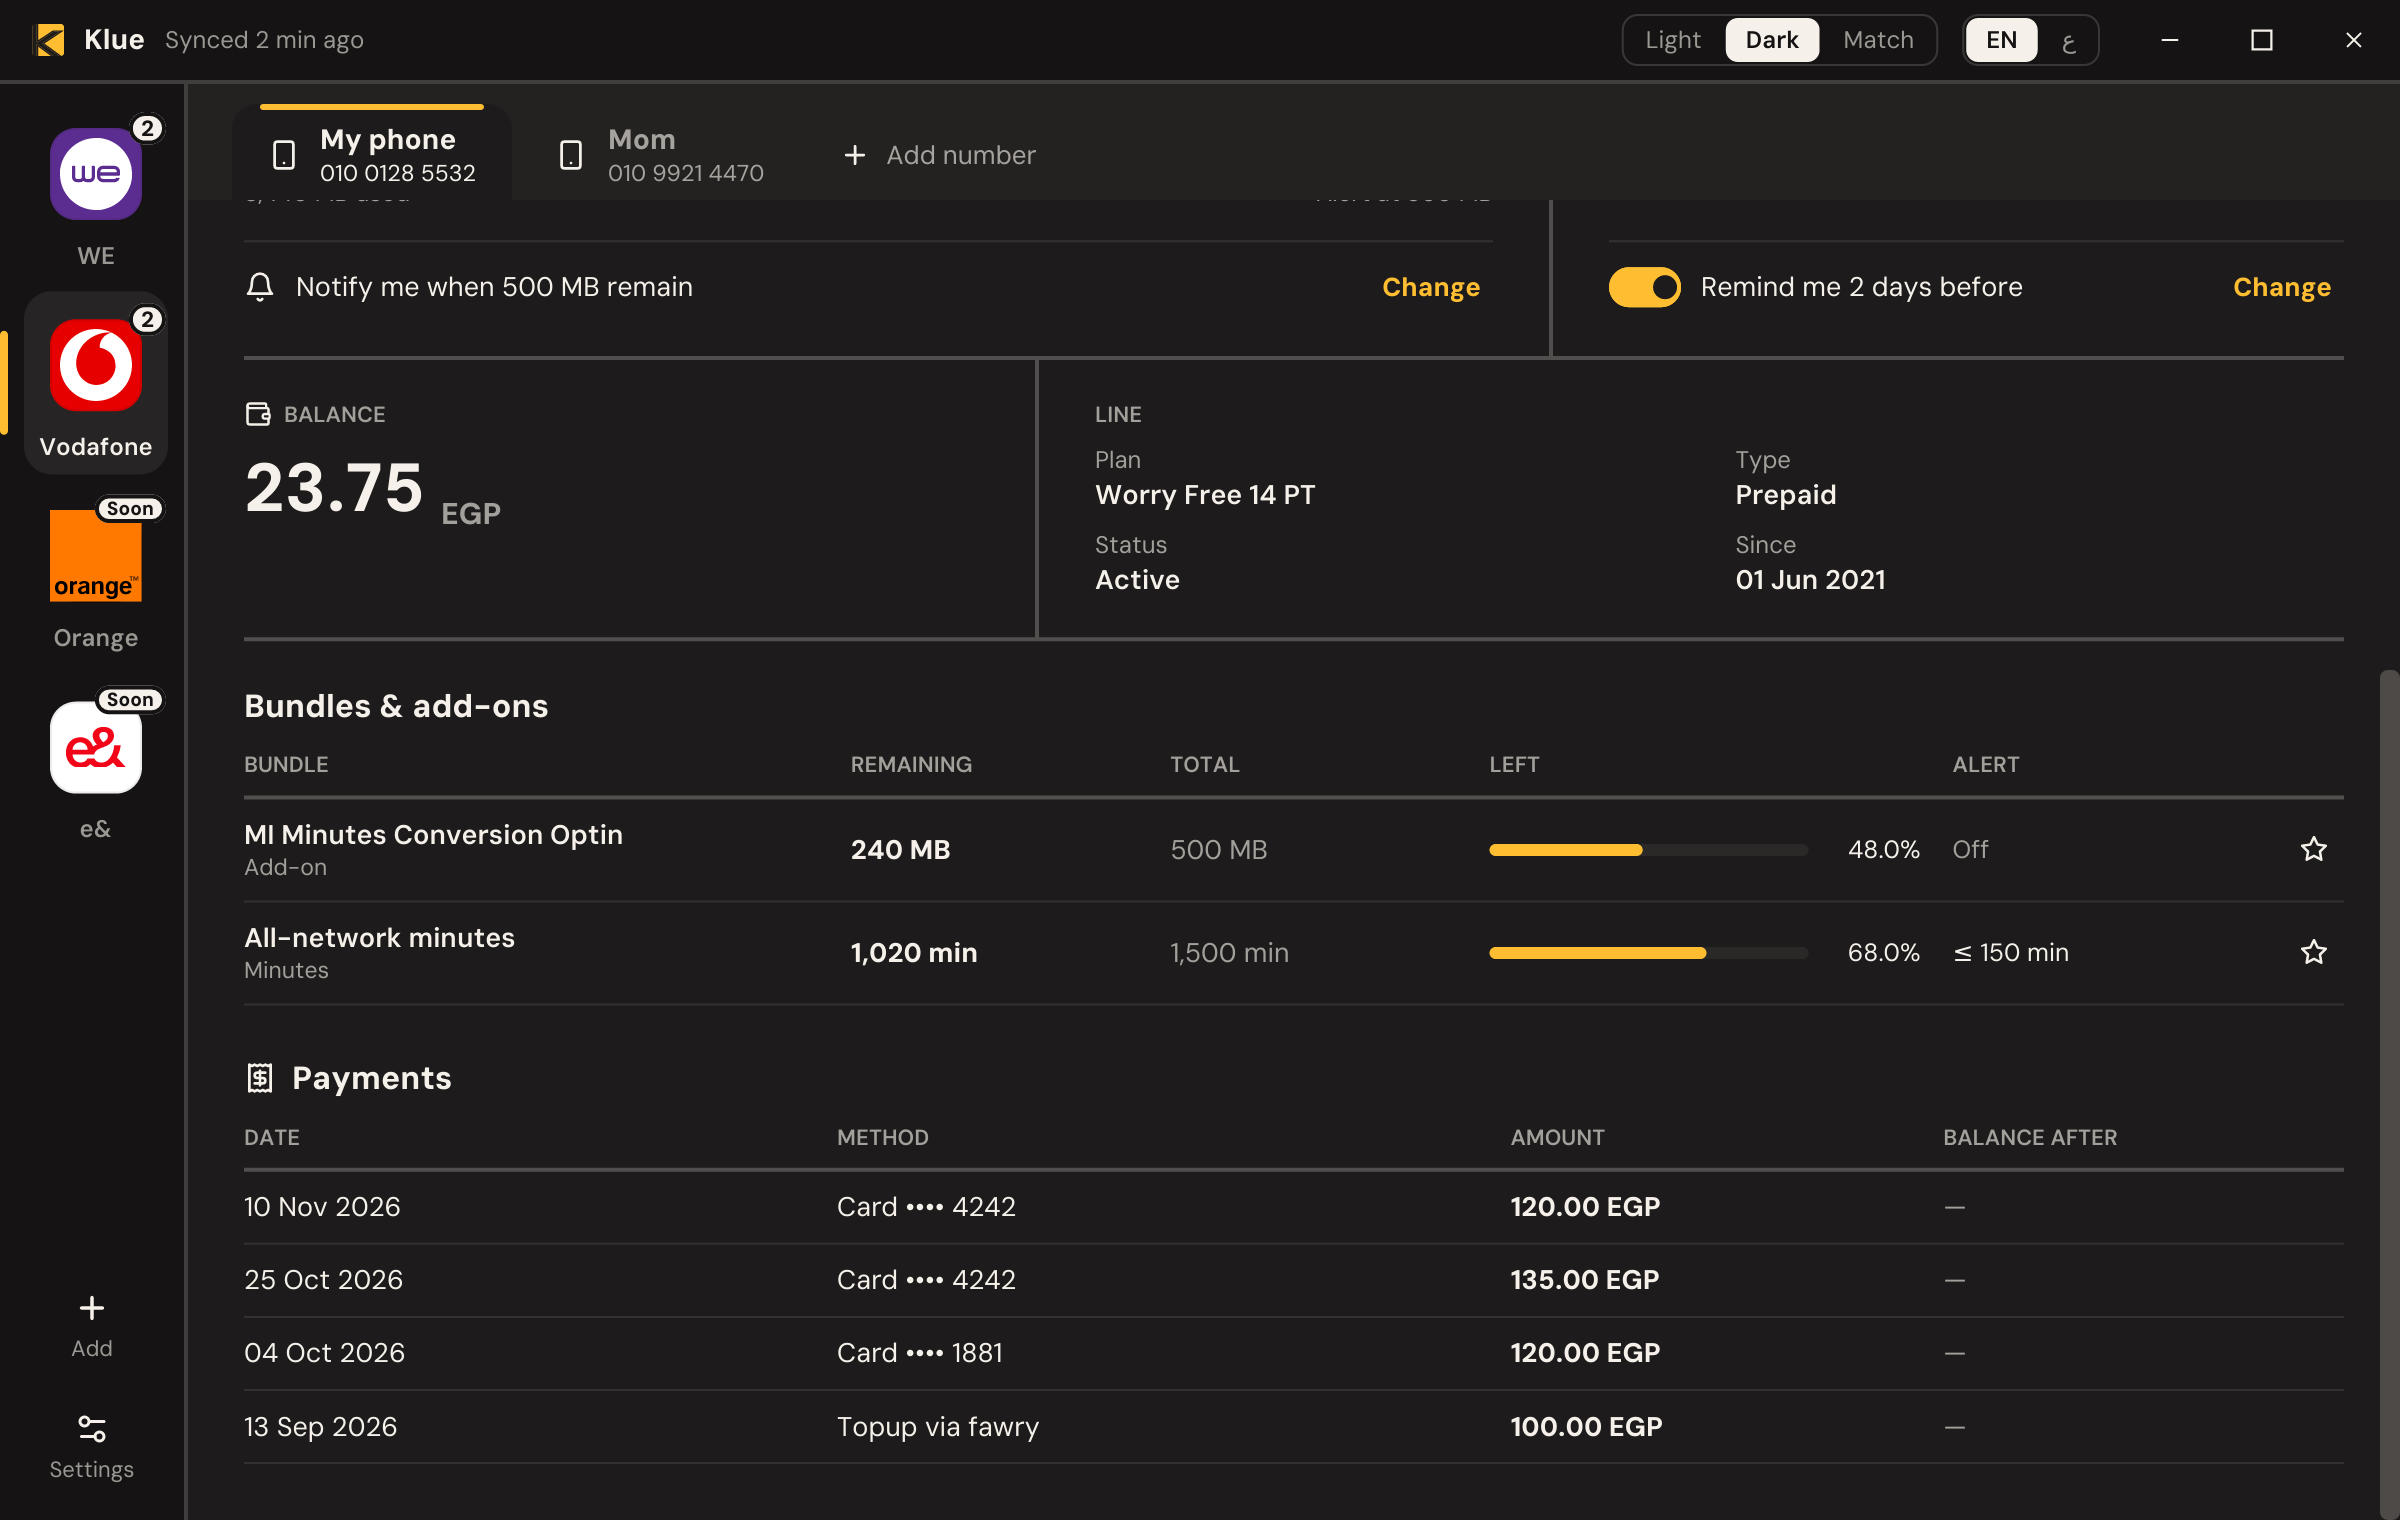 Klue Synced 2 min ago Light Dark Match EN ع
2
we
WE
2
Vodafone
Soon
orange™
Orange
Soon
e&
e&
Add
Settings
My phone
010 0128 5532
Mom
010 9921 4470
Add number
Notify me when 500 MB remain Change
Remind me 2 days before Change
BALANCE
23.75 EGP
LINE
Plan
Worry Free 14 PT
Type
Prepaid
Status
Active
Since
01 Jun 2021
Bundles & add-ons
BUNDLE REMAINING TOTAL LEFT ALERT
MI Minutes Conversion Optin
Add-on
240 MB 500 MB 48.0% Off
All-network minutes
Minutes
1,020 min 1,500 min 68.0% ≤ 150 min
Payments
DATE METHOD AMOUNT BALANCE AFTER
10 Nov 2026 Card •••• 4242 120.00 EGP —
25 Oct 2026 Card •••• 4242 135.00 EGP —
04 Oct 2026 Card •••• 1881 120.00 EGP —
13 Sep 2026 Topup via fawry 100.00 EGP —